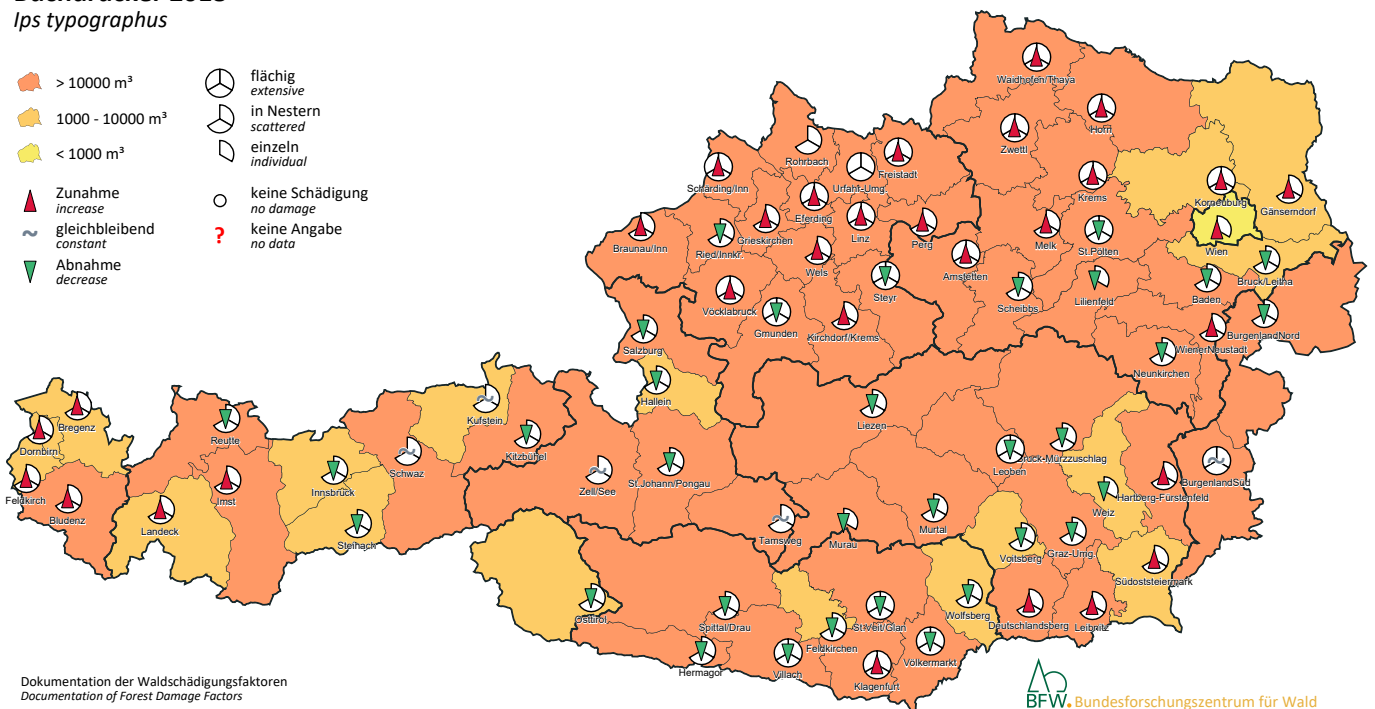 Ips typographus
> 10000 m³
1000 - 10000 m³
< 1000 m³
Zunahme
increase
gleichbleibend
constant
Abnahme
decrease
flächig
extensive
in Nestern
scattered
einzeln
individual
keine Schädigung
no damage
?
keine Angabe
no data
Waidhofen/Thaya
Horn
Zwettl
Rohrbach
Freistadt
Schärding/Inn
Urfahr-Umg.
Krems
Korneuburg
Gänserndorf
Eferding
Grieskirchen
Linz
Perg
Melk
St.Pölten
Wien
Braunau/Inn
Ried/Innkr.
Wels
Amstetten
Bruck/Leitha
Steyr
Scheibbs
Lilienfeld
Baden
Vöcklabruck
Gmunden
Kirchdorf/Krems
BurgenlandNord
WienerNeustadt
Salzburg
Neunkirchen
Hallein
Kufstein
Liezen
Bregenz
Dornbirn
Reutte
Kitzbühel
Bruck-Mürzzuschlag
Leoben
BurgenlandSüd
Schwaz
Zell/See
St.Johann/Pongau
Feldkirch
Bludenz
Imst
Innsbruck
Hartberg-Fürstenfeld
Weiz
Landeck
Steinach
Tamsweg
Murau
Murtal
Voitsberg
Graz-Umg.
Südoststeiermark
Osttirol
Spittal/Drau
St.Veit/Glan
Wolfsberg
Deutschlandsberg
Leibnitz
Feldkirchen
Hermagor
Villach
Völkermarkt
Klagenfurt
Dokumentation der Waldschädigungsfaktoren
Documentation of Forest Damage Factors
BFW. Bundesforschungszentrum für Wald